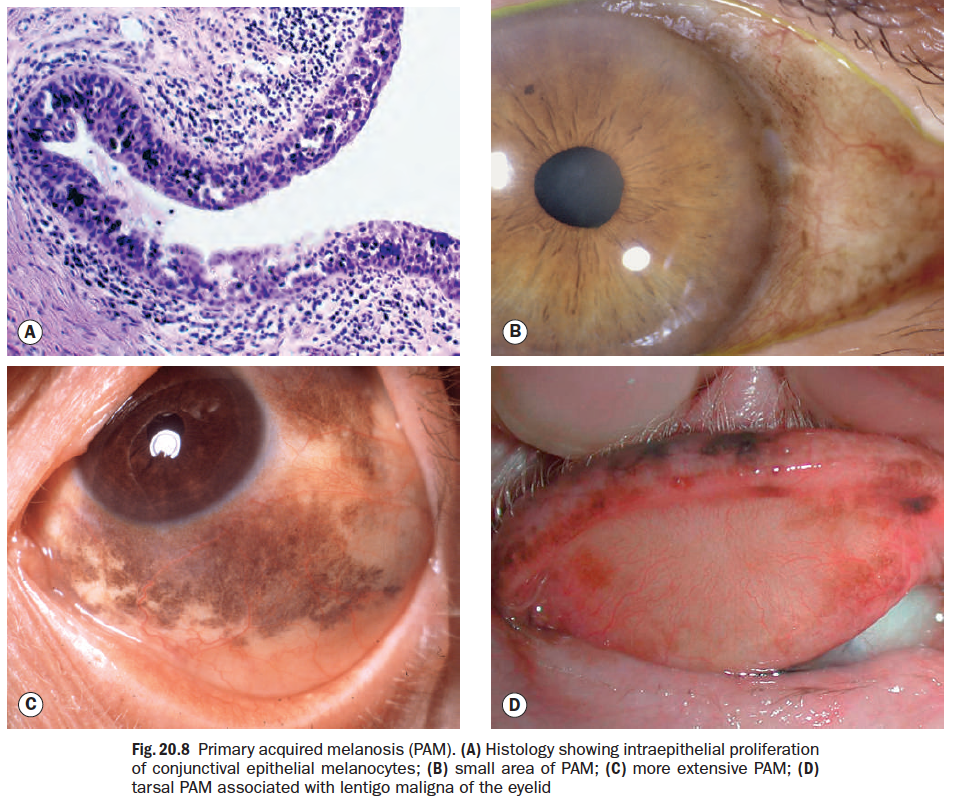 A
B
C
D
Fig. 20.8 Primary acquired melanosis (PAM). (A) Histology showing intraepithelial proliferation
of conjunctival epithelial melanocytes; (B) small area of PAM; (C) more extensive PAM; (D)
tarsal PAM associated with lentigo maligna of the eyelid